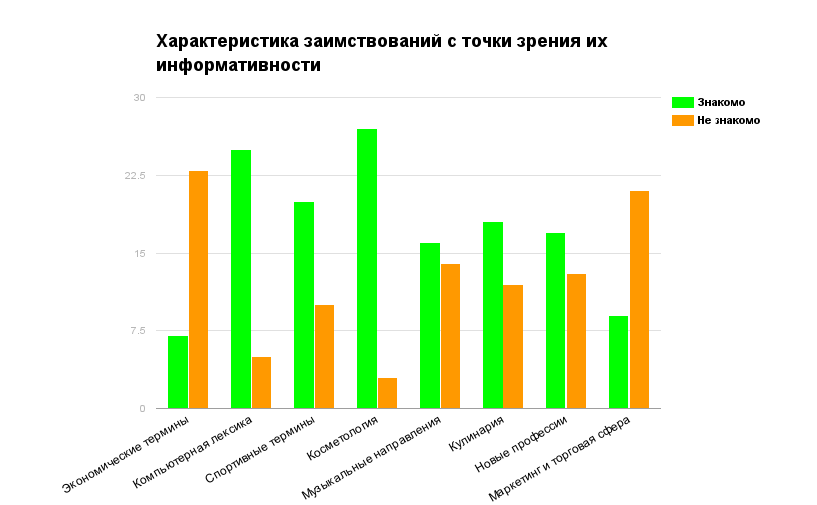 Характеристика заимствований с точки зрения их
информативности
30
22.5
15
7.5
0
Знакомо
Не знакомо
Экономические термины
Компьютерная лексика
Спортивные термины
Косметология
Музыкальные направления
Кулинария
Новые профессии
Маркетинг и торговая сфера